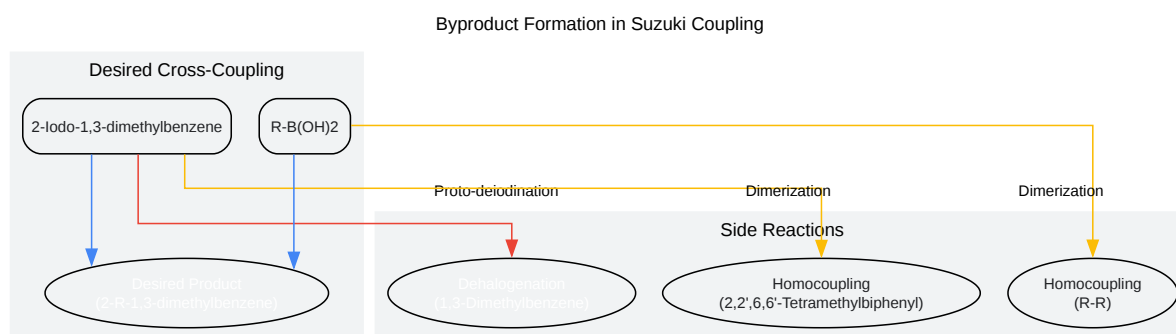 Byproduct Formation in Suzuki Coupling
Desired Cross-Coupling
2-Iodo-1,3-dimethylbenzene
R-B(OH)2
Proto-deiodination
Dimerization
Dimerization
Side Reactions
Desired Product
(2-R-1,3-dimethylbenzene)
Dehalogenation
(1,3-Dimethylbenzene)
Homocoupling
(2,2',6,6'-Tetramethylbiphenyl)
Homocoupling
(R-R)